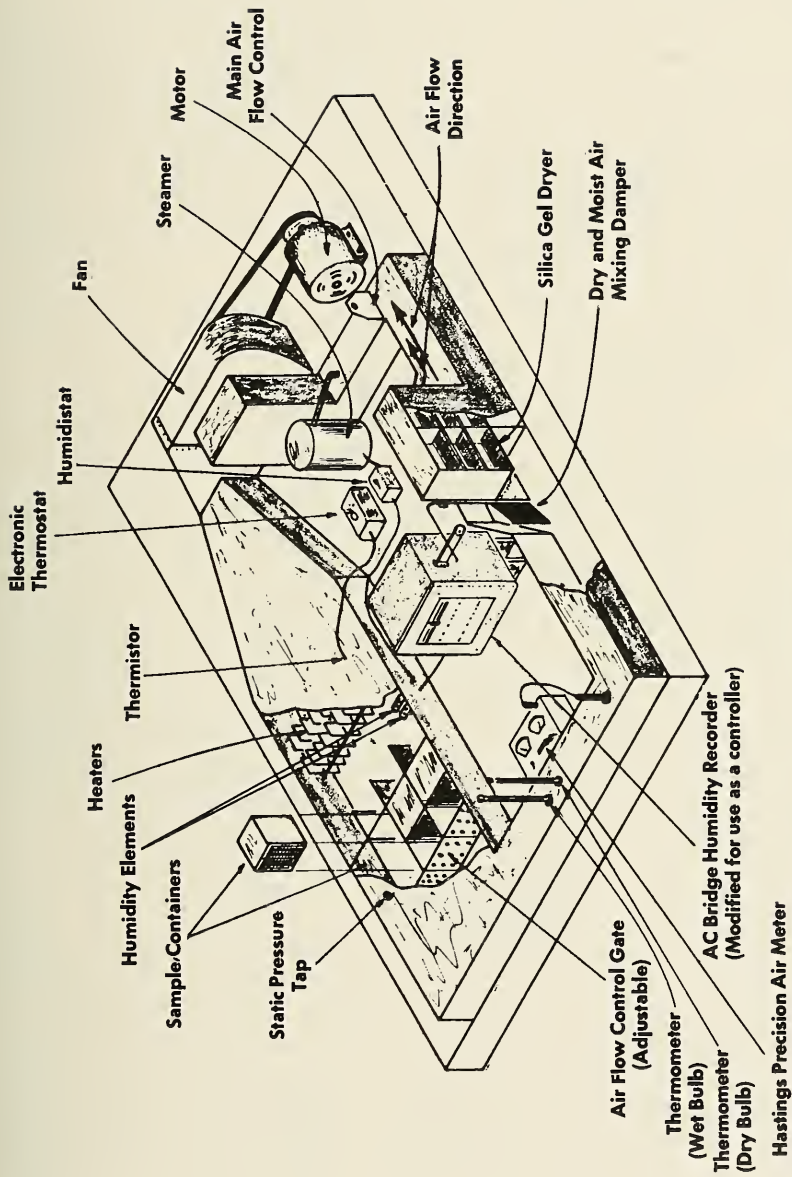 Fan
Steamer
Motor
Main Air
Flow Control
Electronic
Thermostat
Humidistat
Air Flow
Direction
Thermistor
Heaters
Humidity Elements
Sample Containers
Static Pressure
Tap
Silica Gel Dryer
Dry and Moist Air
Mixing Damper
Air Flow Control Gate
(Adjustable)
Thermometer
(Wet Bulb)
Thermometer
(Dry Bulb)
Hastings Precision Air Meter
AC Bridge Humidity Recorder
(Modified for use as a controller)